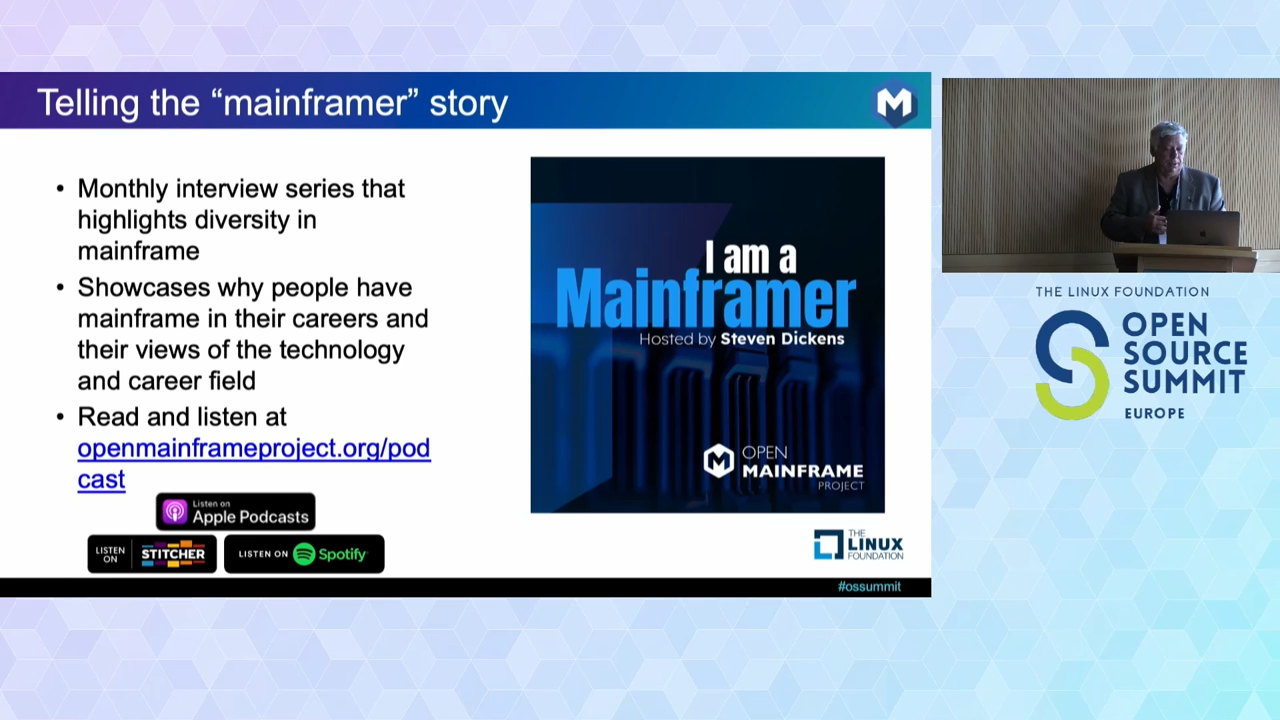 Telling the “mainframer” story
• Monthly interview series that
highlights diversity in
mainframe
• Showcases why people have
mainframe in their careers and
their views of the technology
and career field
• Read and listen at
openmainframeproject.org/pod
cast
Listen on
Apple Podcasts
LISTEN
ON
STITCHER
LISTEN ON
Spotify
I am a
Mainframer
Hosted by Steven Dickens
OPEN
MAINFRAME
PROJECT
THE
LINUX
FOUNDATION
#ossummit
THE LINUX FOUNDATION
OPEN
SOURCE
SUMMIT
EUROPE